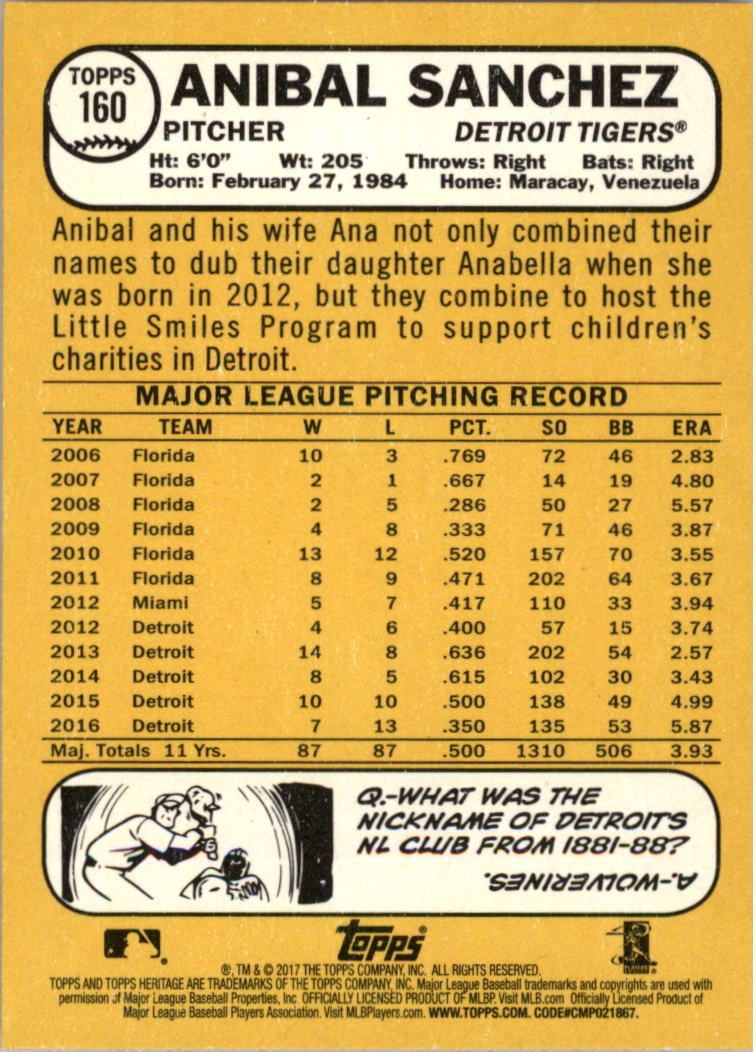 TOPPS
160
ANIBAL SANCHEZ
PITCHER DETROIT TIGERS®
Ht: 6'0" Wt: 205 Throws: Right Bats: Right
Born: February 27, 1984 Home: Maracay, Venezuela
Anibal and his wife Ana not only combined their
names to dub their daughter Anabella when she
was born in 2012, but they combine to host the
Little Smiles Program to support children's
charities in Detroit.
MAJOR LEAGUE PITCHING RECORD
YEAR TEAM W L PCT. SO BB ERA
2006 Florida 10 3 .769 72 46 2.83
2007 Florida 2 1 .667 14 19 4.80
2008 Florida 2 5 .286 50 27 5.57
2009 Florida 4 8 .333 71 46 3.87
2010 Florida 13 12 .520 157 70 3.55
2011 Florida 8 9 .471 202 64 3.67
2012 Miami 5 7 .417 110 33 3.94
2012 Detroit 4 6 .400 57 15 3.74
2013 Detroit 14 8 .636 202 54 2.57
2014 Detroit 8 5 .615 102 30 3.43
2015 Detroit 10 10 .500 138 49 4.99
2016 Detroit 7 13 .350 135 53 5.87
Maj. Totals 11 Yrs. 87 87 .500 1310 506 3.93
Q.-WHAT WAS THE
NICKNAME OF DETROIT'S
NL CLUB FROM 1881-88?
A.-WOLVERINES.
topps®
®, TM & © 2017 THE TOPPS COMPANY, INC. ALL RIGHTS RESERVED.
TOPPS AND TOPPS HERITAGE ARE TRADEMARKS OF THE TOPPS COMPANY, INC. Major League Baseball trademarks and copyrights are used with
permission of Major League Baseball Properties, Inc. OFFICIALLY LICENSED PRODUCT OF MLBP. Visit MLB.com Officially Licensed Product of
Major League Baseball Players Association. Visit MLBPlayers.com. WWW.TOPPS.COM. CODE#CMP021867.